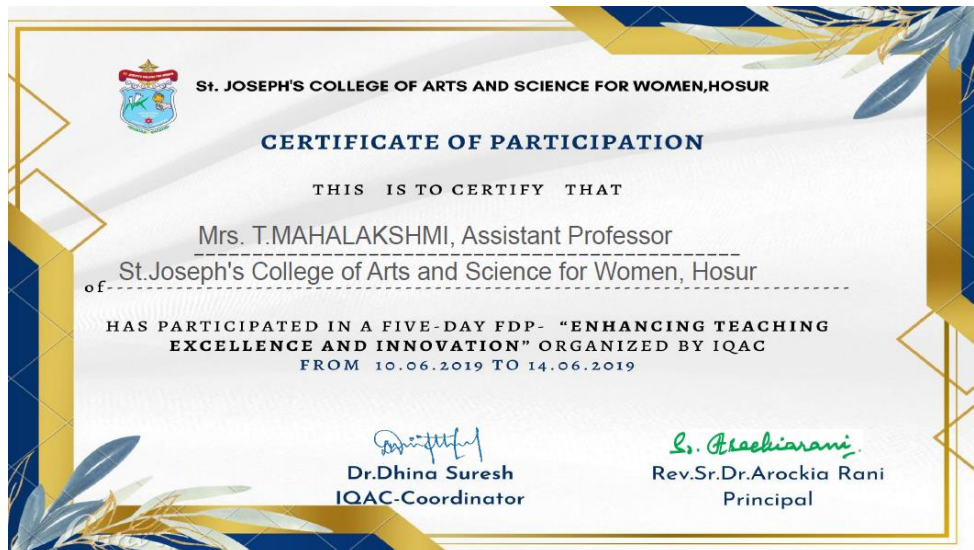 St. JOSEPH'S COLLEGE OF ARTS AND SCIENCE FOR WOMEN,HOSUR
CERTIFICATE OF PARTICIPATION
THIS IS TO CERTIFY THAT
Mrs. T.MAHALAKSHMI, Assistant Professor
of St.Joseph's College of Arts and Science for Women, Hosur
HAS PARTICIPATED IN A FIVE-DAY FDP- “ENHANCING TEACHING
EXCELLENCE AND INNOVATION” ORGANIZED BY IQAC
FROM 10.06.2019 TO 14.06.2019
Sr. Arockiarani
Dr.Dhina Suresh
IQAC-Coordinator
Rev.Sr.Dr.Arockia Rani
Principal